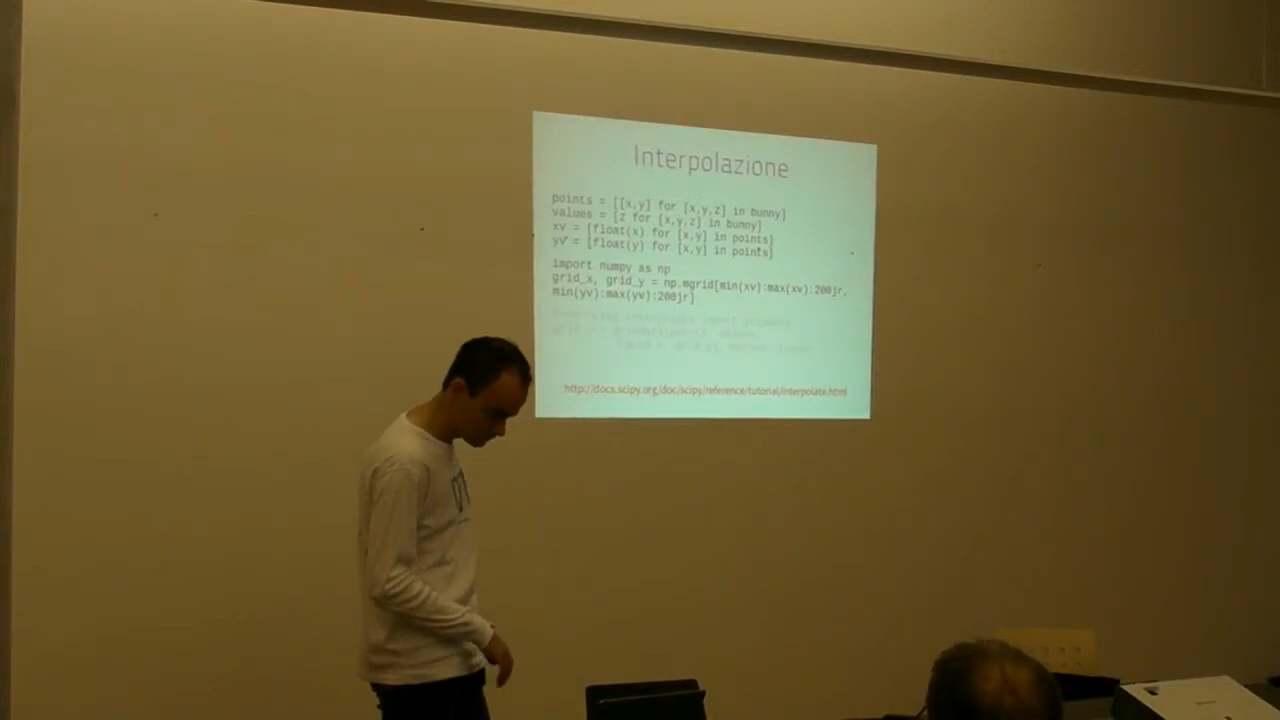 Interpolazione
points = [[x,y] for [x,y,z] in bunny]
values = [z for [x,y,z] in bunny]
xv = [float(x) for [x,y] in points]
yv = [float(y) for [x,y] in points]
import numpy as np
grid_x, grid_y = np.mgrid[min(xv):max(xv):200jr,
min(yv):max(yv):200jr]
http://docs.scipy.org/doc/scipy/reference/tutorial/interpolate.html